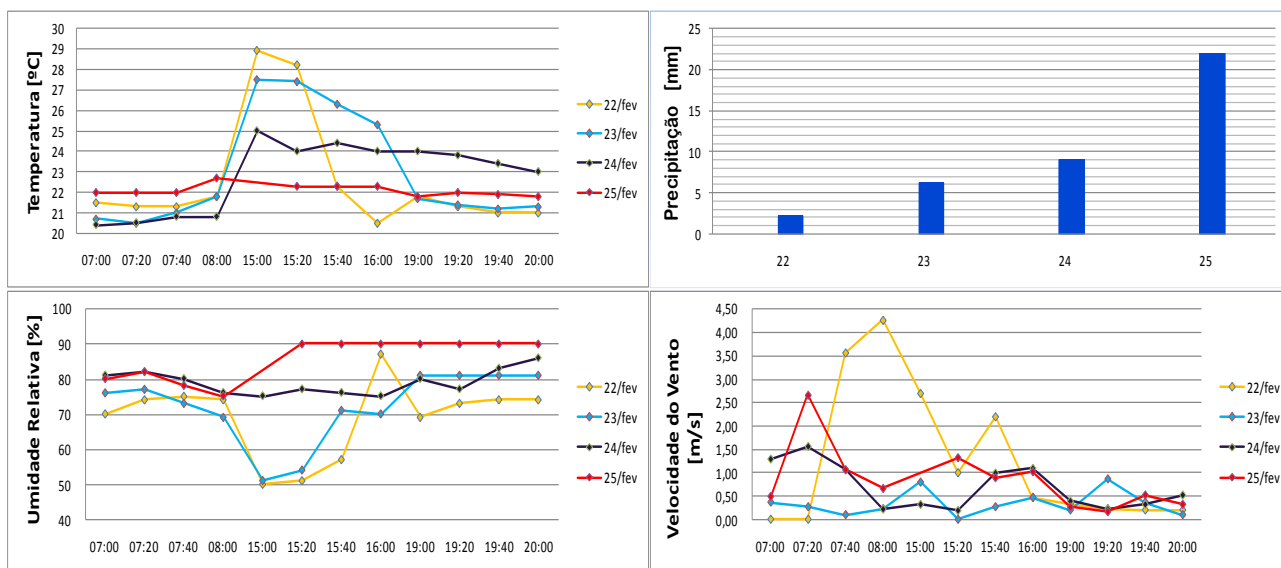 Temperatura [ºC]
30
29
28
27
26
25
24
23
22
21
20
07:00 07:20 07:40 08:00 15:00 15:20 15:40 16:00 19:00 19:20 19:40 20:00
22/fev
23/fev
24/fev
25/fev
Precipitação [mm]
25
20
15
10
5
0
22 23 24 25
Umidade Relativa [%]
100
90
80
70
60
50
40
07:00 07:20 07:40 08:00 15:00 15:20 15:40 16:00 19:00 19:20 19:40 20:00
22/fev
23/fev
24/fev
25/fev
Velocidade do Vento
[m/s]
4,50
4,00
3,50
3,00
2,50
2,00
1,50
1,00
0,50
0,00
07:00 07:20 07:40 08:00 15:00 15:20 15:40 16:00 19:00 19:20 19:40 20:00
22/fev
23/fev
24/fev
25/fev